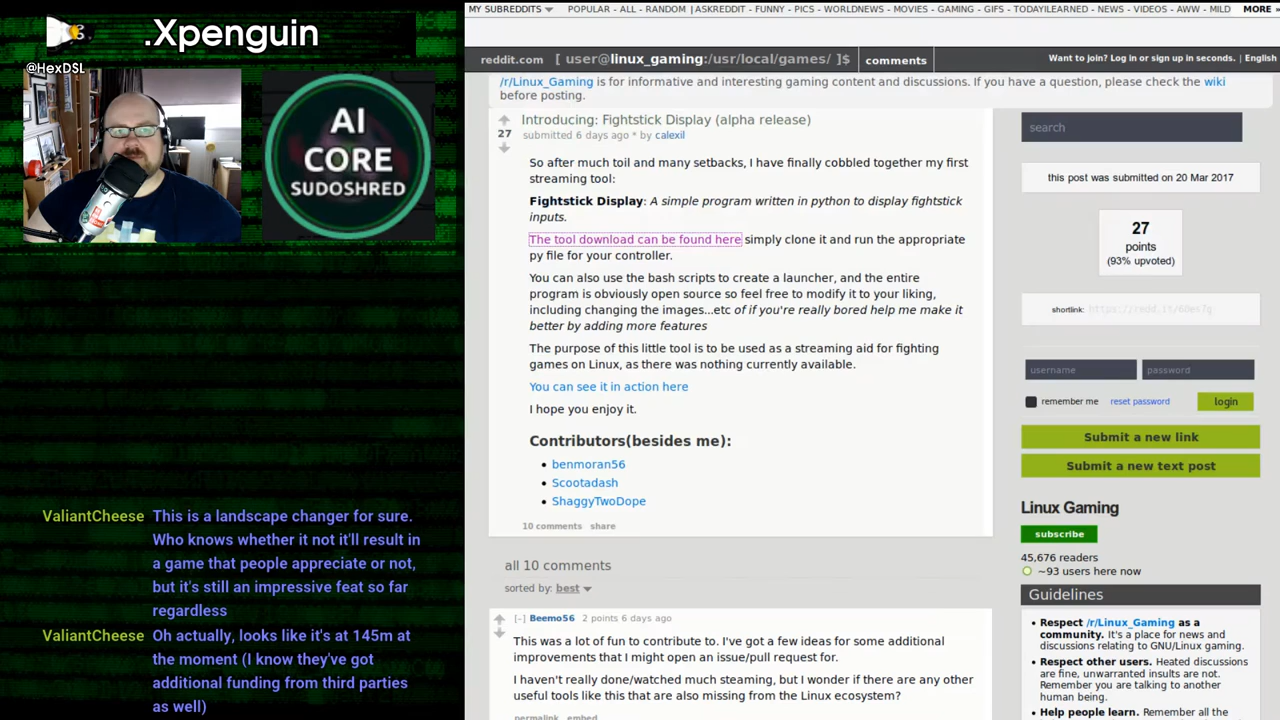 .Xpenguin
@HexDSL
AI
CORE
SUDOSHRED
ValiantCheese This is a landscape changer for sure.
Who knows whether it not it'll result in
a game that people appreciate or not,
but it's still an impressive feat so far
regardless
ValiantCheese Oh actually, looks like it's at 145m at
the moment (I know they've got
additional funding from third parties
as well)
MY SUBREDDITS POPULAR - ALL - RANDOM | ASKREDDIT - FUNNY - PICS - WORLDNEWS - MOVIES - GAMING - GIFS - TODAYILEARNED - NEWS - VIDEOS - AWW - MILD MORE »
reddit.com [ user@linux_gaming:/usr/local/games/ ]$ comments Want to join? Log in or sign up in seconds. | English
/r/Linux_Gaming is for informative and interesting gaming content and discussions. If you have a question, please check the wiki
before posting.
27
Introducing: Fightstick Display (alpha release)
submitted 6 days ago * by calexil
So after much toil and many setbacks, I have finally cobbled together my first
streaming tool:
Fightstick Display: A simple program written in python to display fightstick
inputs.
The tool download can be found here simply clone it and run the appropriate
py file for your controller.
You can also use the bash scripts to create a launcher, and the entire
program is obviously open source so feel free to modify it to your liking,
including changing the images...etc of if you're really bored help me make it
better by adding more features
The purpose of this little tool is to be used as a streaming aid for fighting
games on Linux, as there was nothing currently available.
You can see it in action here
I hope you enjoy it.
Contributors(besides me):
• benmoran56
• Scootadash
• ShaggyTwoDope
10 comments share
all 10 comments
sorted by: best
[–] Beemo56 2 points 6 days ago
This was a lot of fun to contribute to. I've got a few ideas for some additional
improvements that I might open an issue/pull request for.
I haven't really done/watched much steaming, but I wonder if there are any other
useful tools like this that are also missing from the Linux ecosystem?
permalink embed
search
this post was submitted on 20 Mar 2017
27
points
(93% upvoted)
shortlink:
username password
remember me reset password login
Submit a new link
Submit a new text post
Linux Gaming
subscribe
45,676 readers
~93 users here now
Guidelines
• Respect /r/Linux_Gaming as a
community. It's a place for news and
discussions relating to GNU/Linux gaming.
• Respect other users. Heated discussions
are fine, unwarranted insults are not.
Remember you are talking to another
human being.
• Help people learn. Remember all the